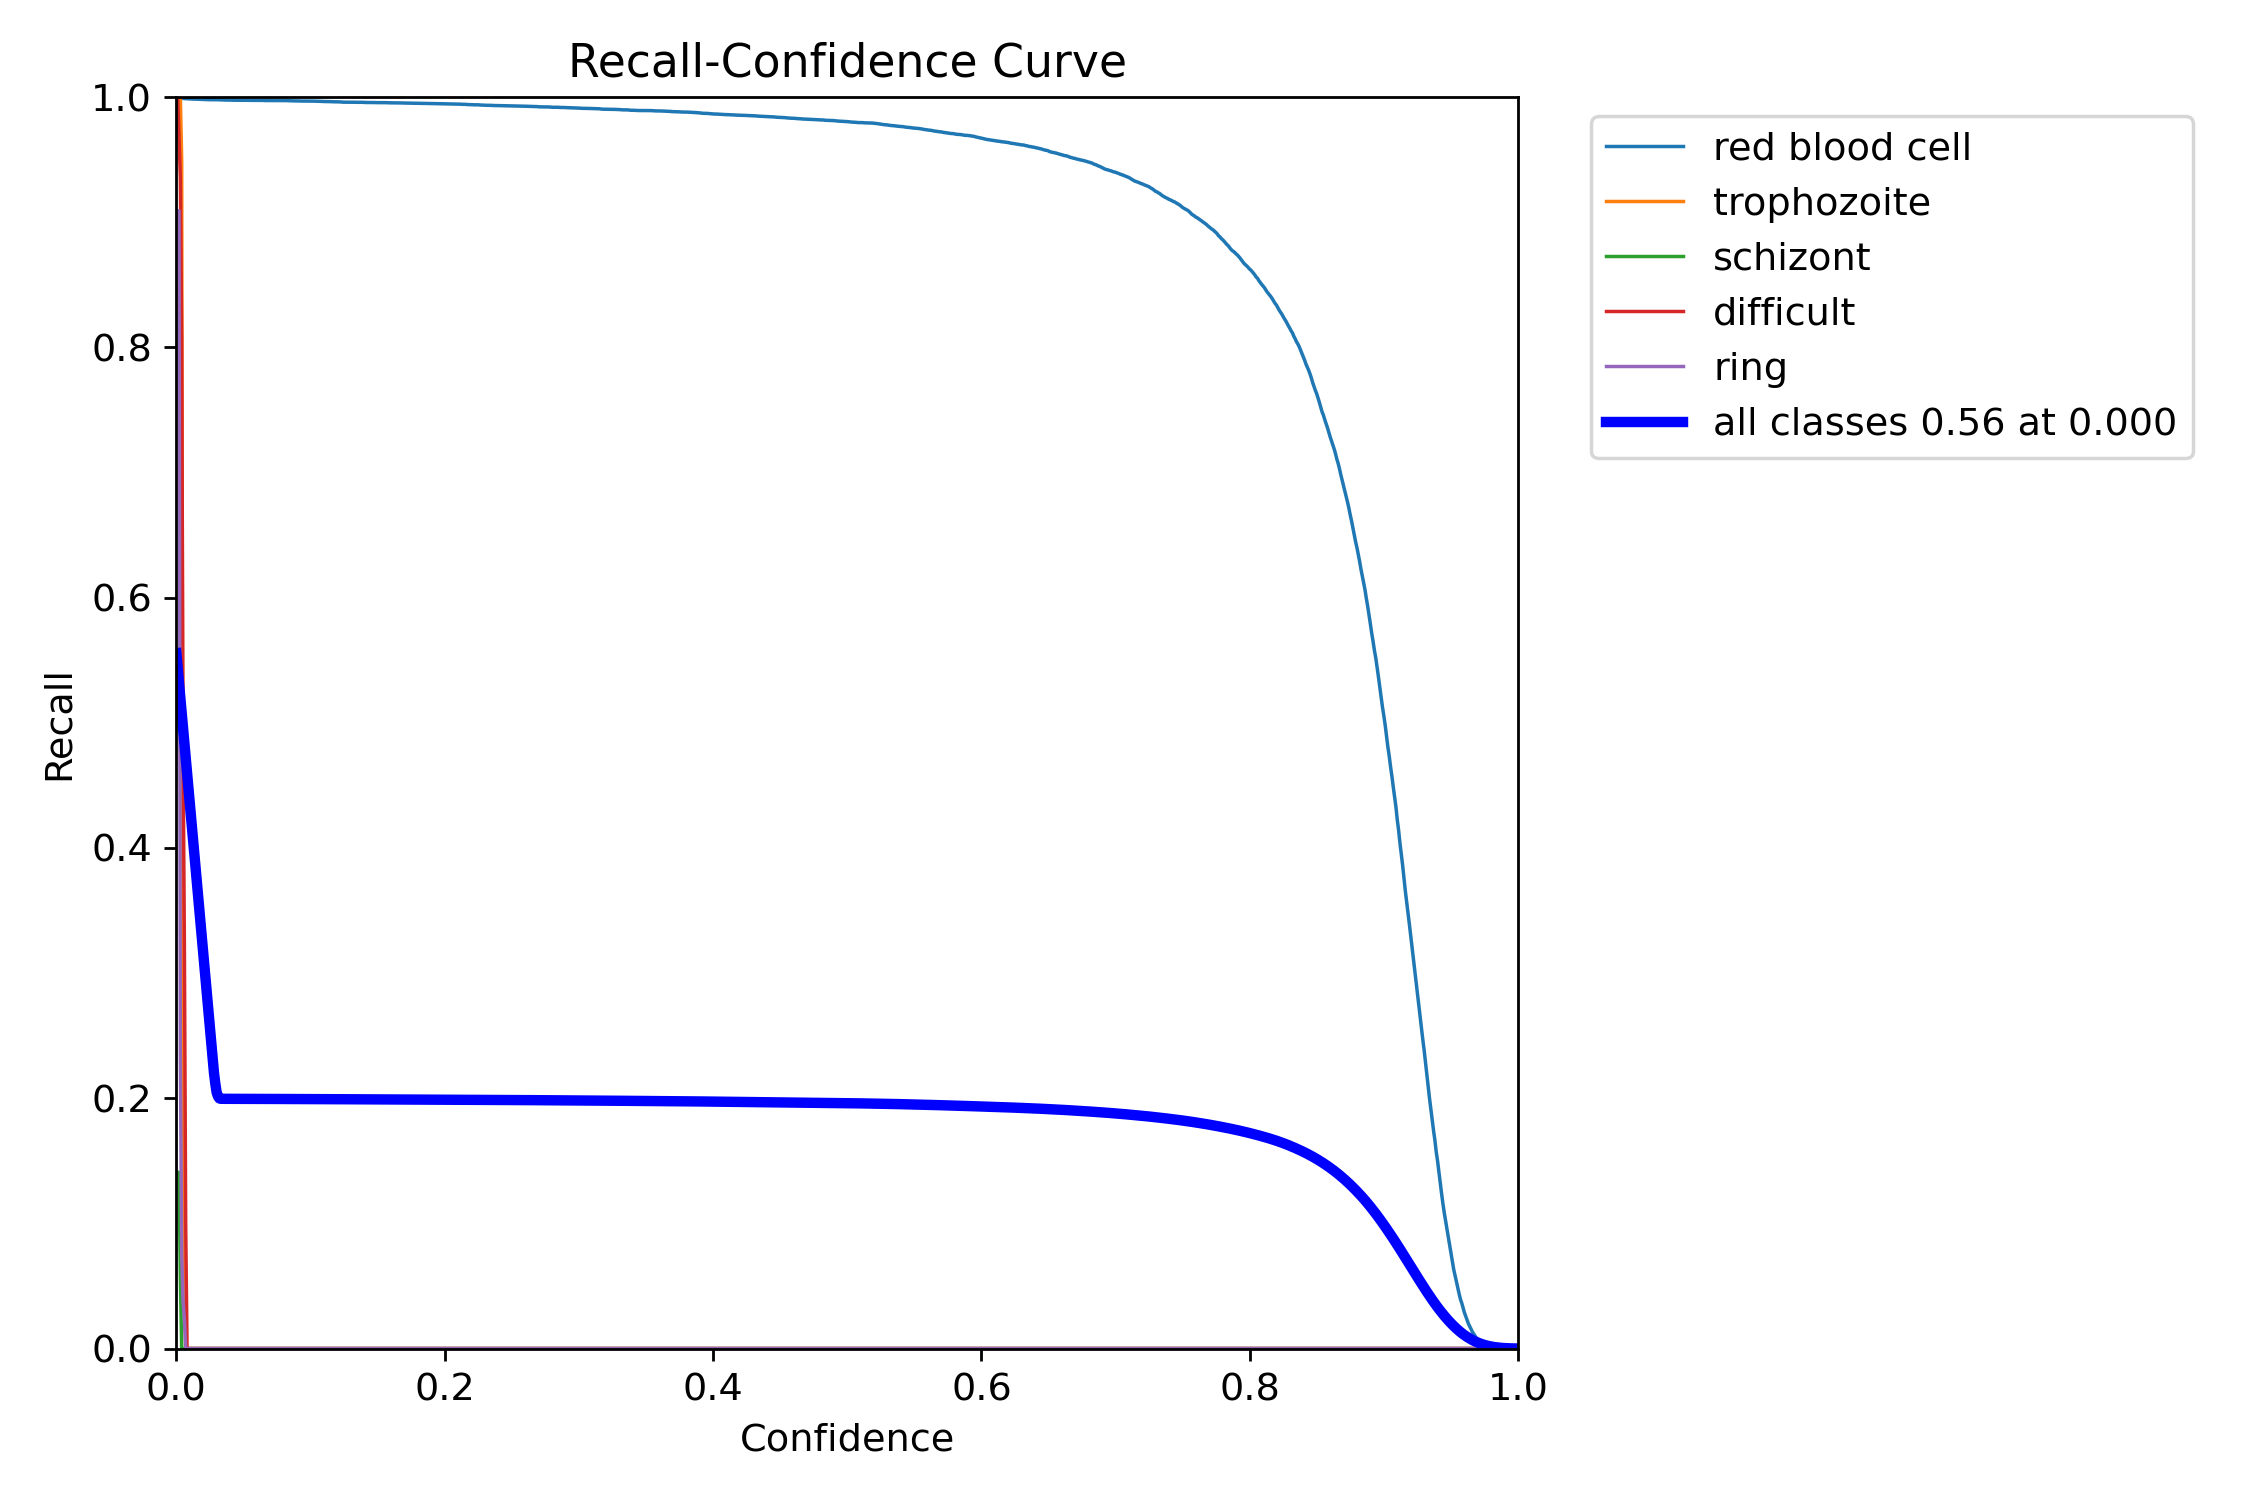 Recall-Confidence Curve
1.0
0.8
0.6
0.4
0.2
0.0
Recall
0.0 0.2 0.4 0.6 0.8 1.0
Confidence
red blood cell
trophozoite
schizont
difficult
ring
all classes 0.56 at 0.000